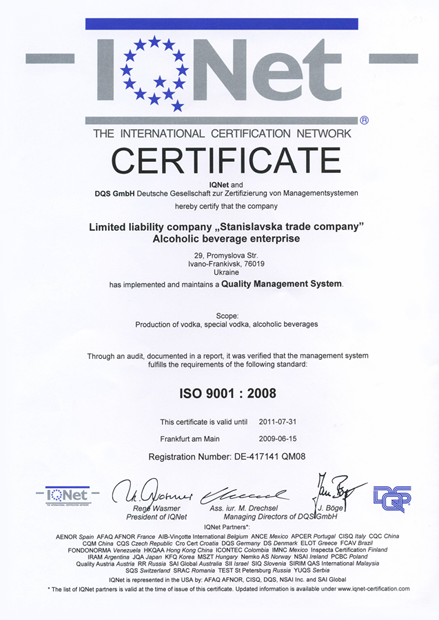 IQNet
®
THE INTERNATIONAL CERTIFICATION NETWORK
CERTIFICATE
IQNet and
DQS GmbH Deutsche Gesellschaft zur Zertifizierung von Managementsystemen
hereby certify that the company
Limited liability company „Stanislavska trade company”
Alcoholic beverage enterprise
29, Promyslova Str.
Ivano-Frankivsk, 76019
Ukraine
has implemented and maintains a Quality Management System.
Scope:
Production of vodka, special vodka, alcoholic beverages
Through an audit, documented in a report, it was verified that the management system
fulfills the requirements of the following standard:
ISO 9001 : 2008
This certificate is valid until 2011-07-31
Frankfurt am Main 2009-06-15
Registration Number: DE-417141 QM08
IQNet
DQS
René Wasmer Ass. iur. M. Drechsel J. Böge
President of IQNet Managing Directors of DQS GmbH
IQNet Partners*:
AENOR Spain AFAQ AFNOR France AIB-Vinçotte International Belgium ANCE Mexico APCER Portugal CISQ Italy CQC China
CQM China CQS Czech Republic Cro Cert Croatia DQS Germany DS Denmark ELOT Greece FCAV Brazil
FONDONORMA Venezuela HKQAA Hong Kong China ICONTEC Colombia IMNC Mexico Inspecta Certification Finland
IRAM Argentina JQA Japan KFQ Korea MSZT Hungary Nemko AS Norway NSAI Ireland PCBC Poland
Quality Austria Austria RR Russia SAI Global Australia SII Israel SIQ Slovenia SIRIM QAS International Malaysia
SQS Switzerland SRAC Romania TEST St Petersburg Russia YUQS Serbia
IQNet is represented in the USA by: AFAQ AFNOR, CISQ, DQS, NSAI Inc. and SAI Global
* The list of IQNet partners is valid at the time of issue of this certificate. Updated information is available under www.iqnet-certification.com